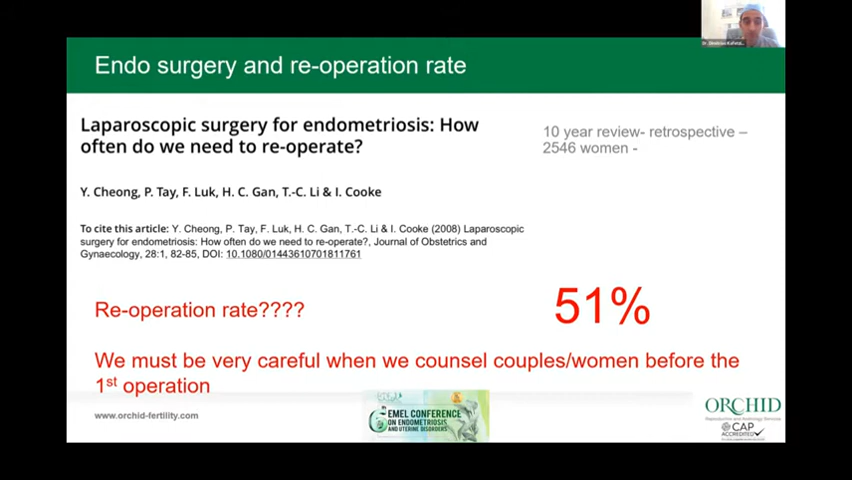 Endo surgery and re-operation rate
Laparoscopic surgery for endometriosis: How
often do we need to re-operate?
10 year review- retrospective –
2546 women -
Y. Cheong, P. Tay, F. Luk, H. C. Gan, T.-C. Li & I. Cooke
To cite this article: Y. Cheong, P. Tay, F. Luk, H. C. Gan, T.-C. Li & I. Cooke (2008) Laparoscopic
surgery for endometriosis: How often do we need to re-operate?, Journal of Obstetrics and
Gynaecology, 28:1, 82-85, DOI: 10.1080/01443610701811761
Re-operation rate????
51%
We must be very careful when we counsel couples/women before the
1st operation
www.orchid-fertility.com
EMEL CONFERENCE
ON ENDOMETRIOSIS
AND UTERINE DISORDERS
ORCHID
CAP
ACCREDITED